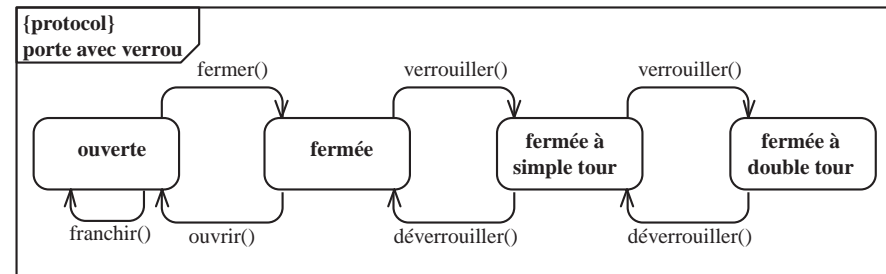 {protocol}
porte avec verrou
fermer()
verrouiller()
verrouiller()
ouverte
fermée
fermée à
simple tour
fermée à
double tour
franchir()
ouvrir()
déverrouiller()
déverrouiller()